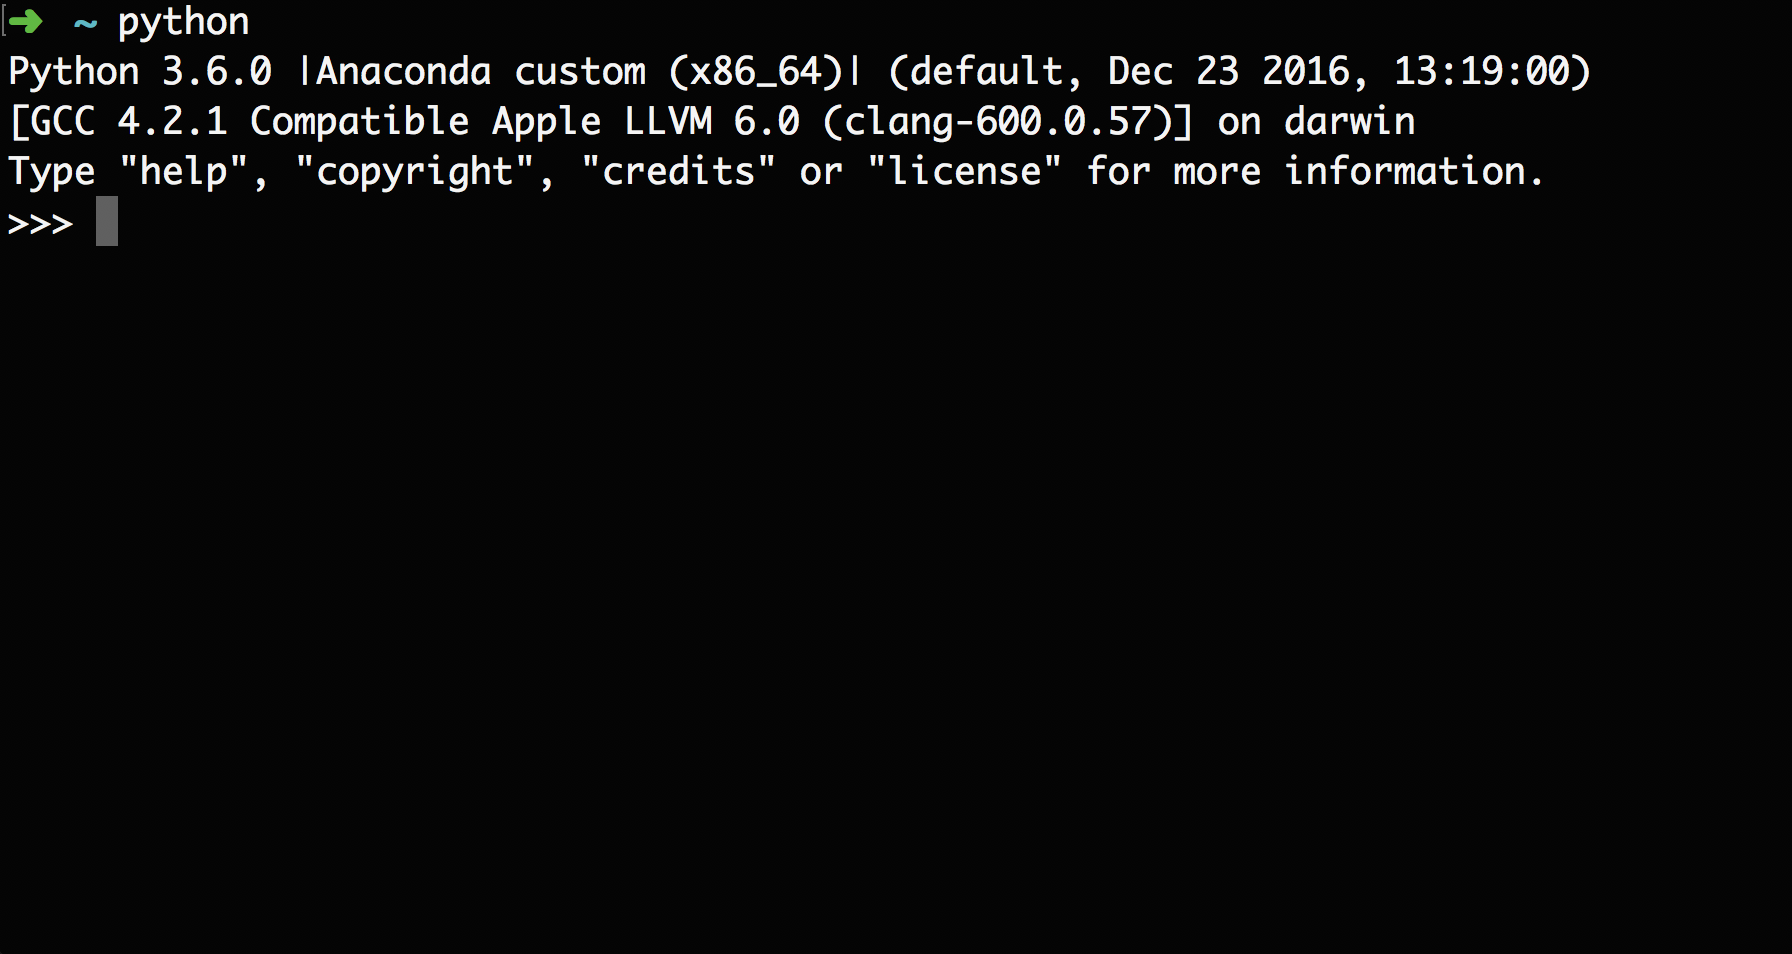 ➜ ~ python
Python 3.6.0 |Anaconda custom (x86_64)| (default, Dec 23 2016, 13:19:00)
[GCC 4.2.1 Compatible Apple LLVM 6.0 (clang-600.0.57)] on darwin
Type "help", "copyright", "credits" or "license" for more information.
>>>